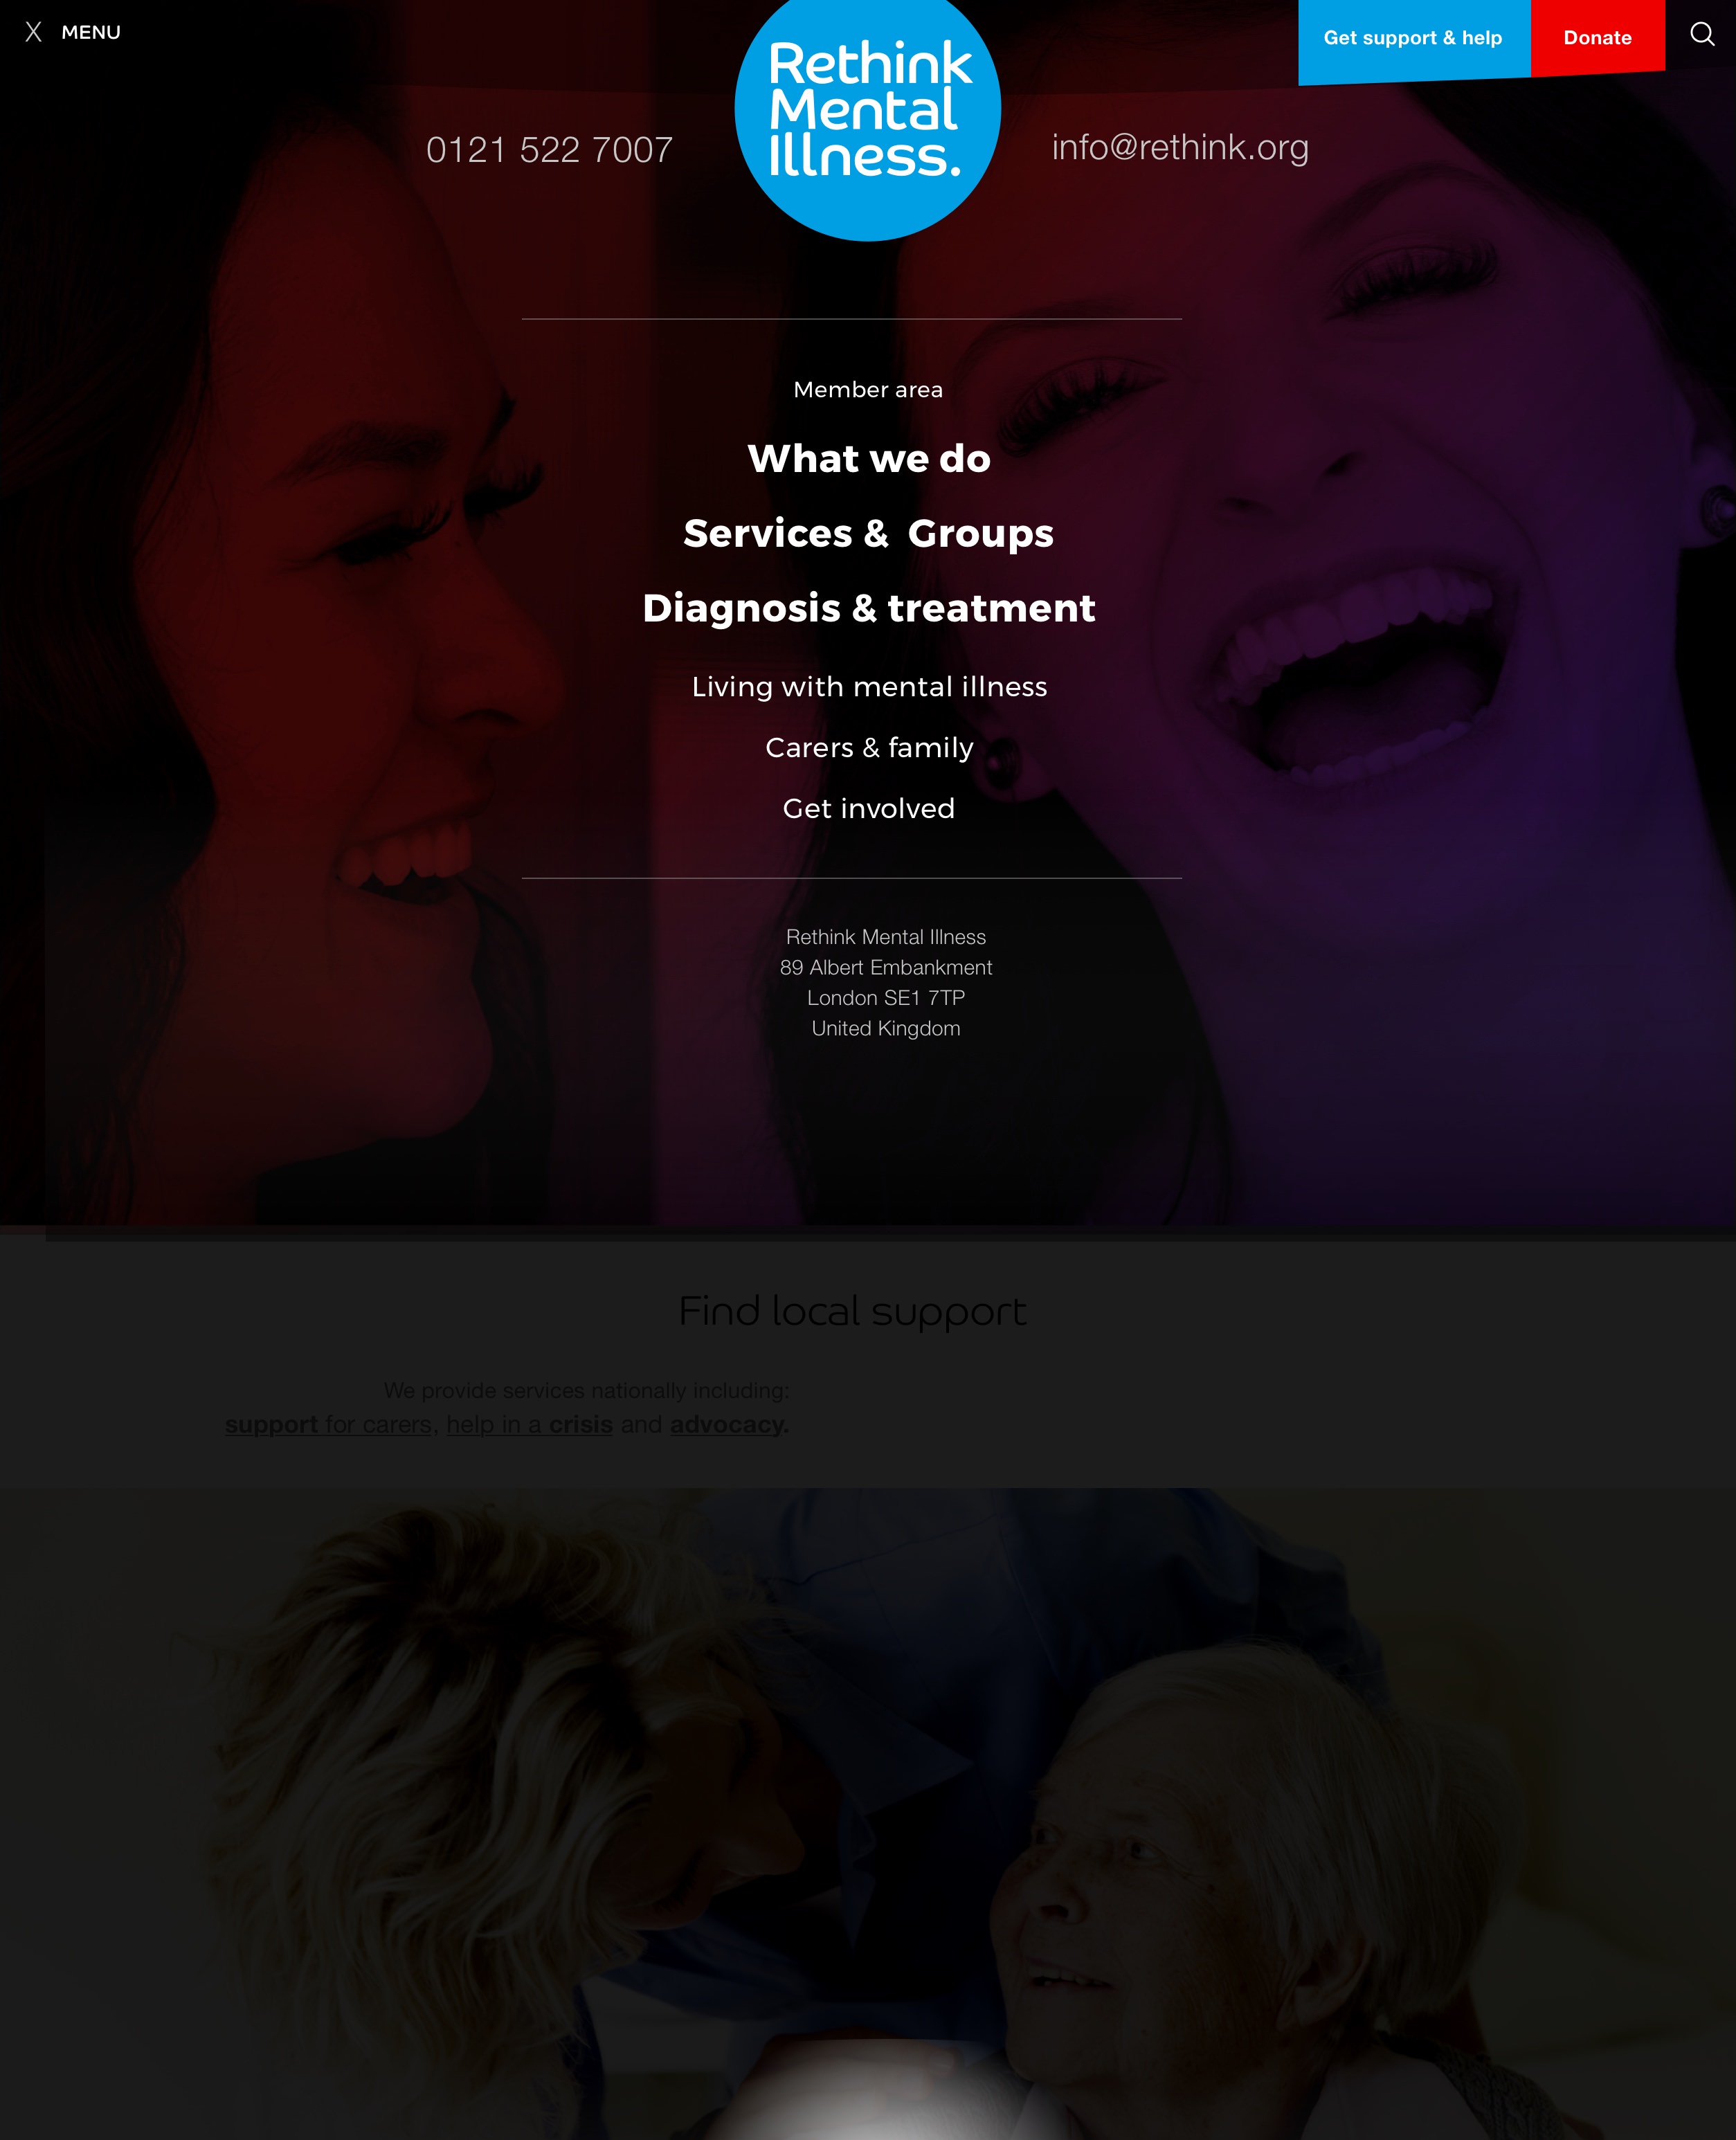 X MENU
Get support & help
Donate
Rethink
Mental
Illness.
0121 522 7007
info@rethink.org
Member area
What we do
Services & Groups
Diagnosis & treatment
Living with mental illness
Carers & family
Get involved
Rethink Mental Illness
89 Albert Embankment
London SE1 7TP
United Kingdom
Find local support
We provide services nationally including:
support for carers, help in a crisis and advocacy.